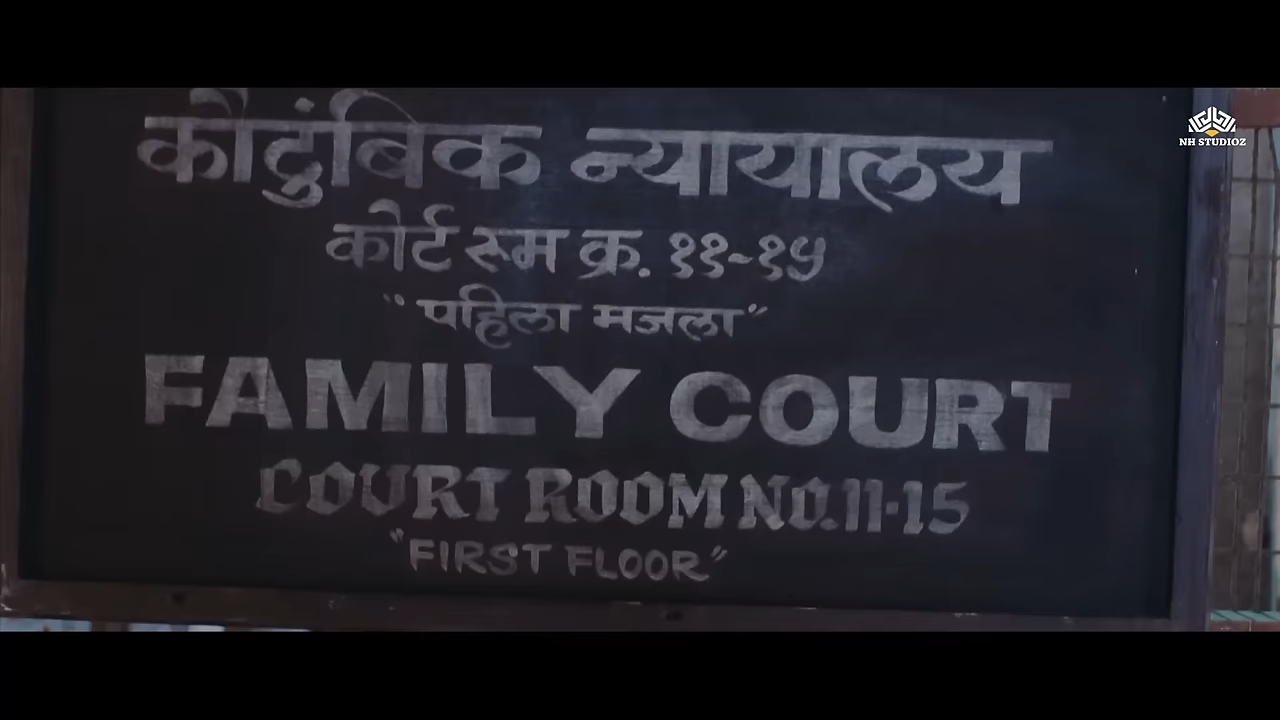 कौटुंबिक न्यायालय
NH STUDIOZ
कोर्ट रूम क्र. ११-१५
"पहिला मजला"
FAMILY COURT
COURT ROOM NO. 11-15
"FIRST FLOOR"